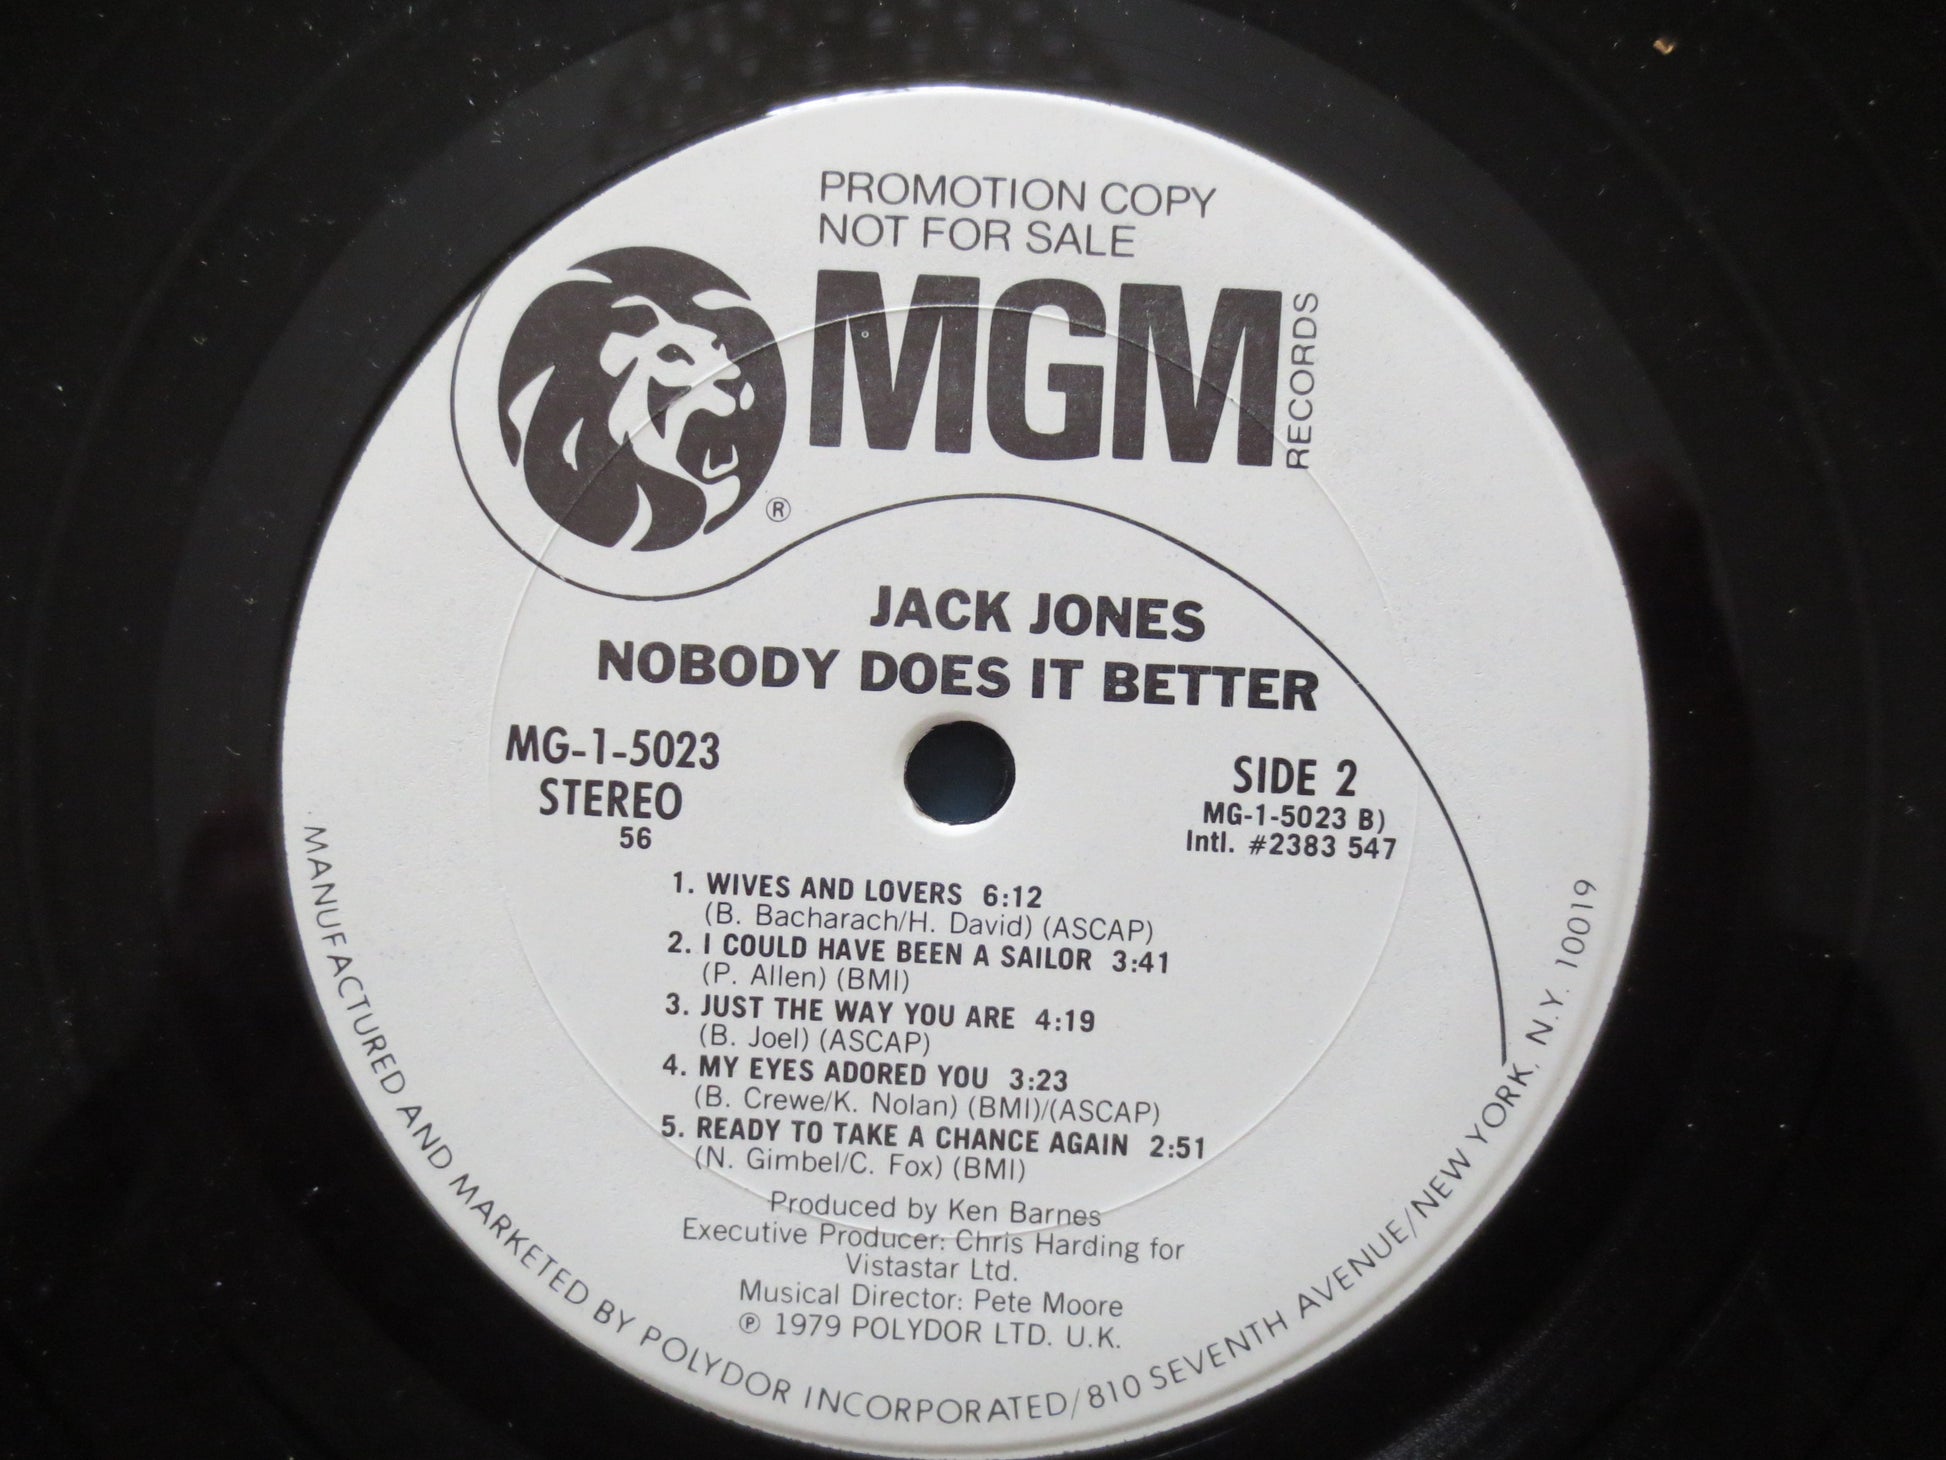 PROMOTION COPY
NOT FOR SALE
MGM
RECORDS
®
JACK JONES
NOBODY DOES IT BETTER
MG-1-5023
STEREO
56
SIDE 2
MG-1-5023 B)
Intl. #2383 547
1. WIVES AND LOVERS 6:12
(B. Bacharach/H. David) (ASCAP)
2. I COULD HAVE BEEN A SAILOR 3:41
(P. Allen) (BMI)
3. JUST THE WAY YOU ARE 4:19
(B. Joel) (ASCAP)
4. MY EYES ADORED YOU 3:23
(B. Crewe/K. Nolan) (BMI)/(ASCAP)
5. READY TO TAKE A CHANCE AGAIN 2:51
(N. Gimbel/C. Fox) (BMI)
Produced by Ken Barnes
Executive Producer: Chris Harding for
Vistastar Ltd.
Musical Director: Pete Moore
℗ 1979 POLYDOR LTD. U.K.
MANUFACTURED AND MARKETED BY POLYDOR INCORPORATED/810 SEVENTH AVENUE/NEW YORK, N.Y. 10019